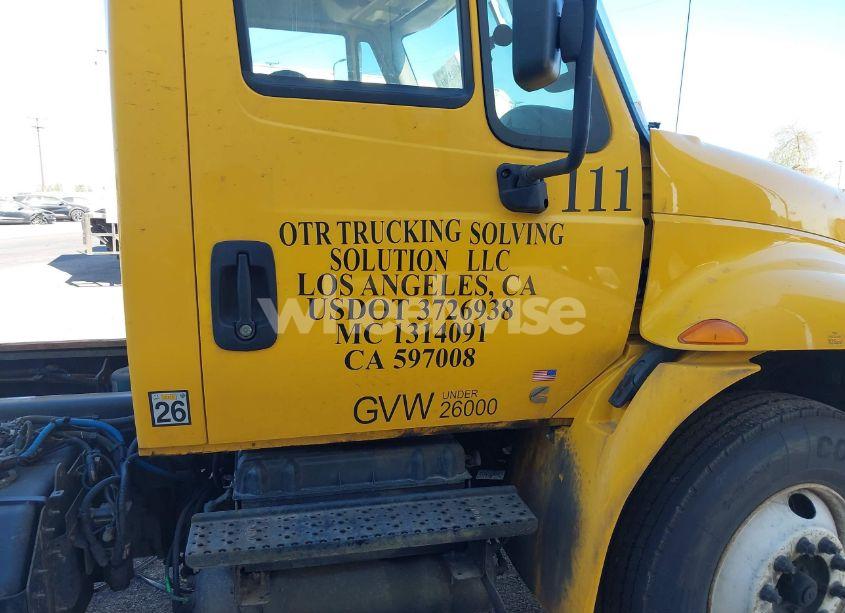 111
OTR TRUCKING SOLVING
SOLUTION LLC
LOS ANGELES, CA
USDOT 3726938
MC 1314091
CA 597008
GVW UNDER 26000
26
wheelwise